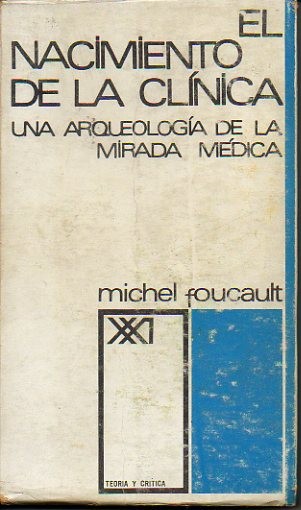 EL
NACIMIENTO
DE LA CLÍNICA
UNA ARQUEOLOGÍA DE LA
MIRADA MÉDICA
michel foucault
XXI
TEORIA Y CRITICA